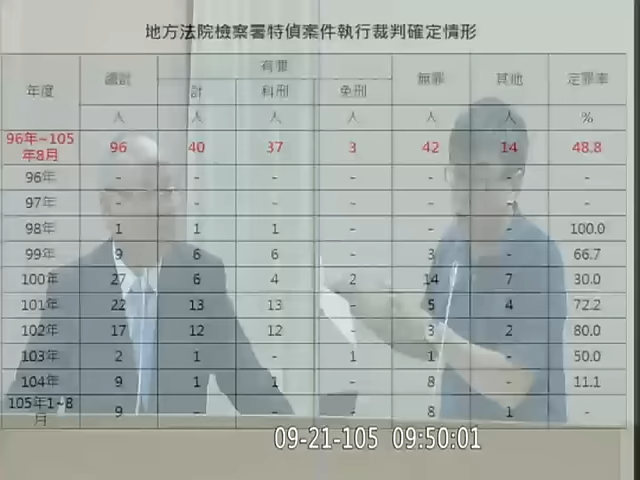 地方法院檢察署特偵案件執行裁判確定情形
年度 總計 有罪 無罪 其他 定罪率
計 科刑 免刑
人 人 人 人 人 人 %
96年~105年8月 96 40 37 3 42 14 48.8
96年 - - - - - - -
97年 - - - - - - -
98年 1 1 1 - - - 100.0
99年 9 6 6 - 3 - 66.7
100年 27 6 4 2 14 7 30.0
101年 22 13 13 - 5 4 72.2
102年 17 12 12 - 3 2 80.0
103年 2 1 - 1 1 - 50.0
104年 9 1 1 - 8 - 11.1
105年1~8月 9 - - - 8 1 -
09-21-105 09:50:01